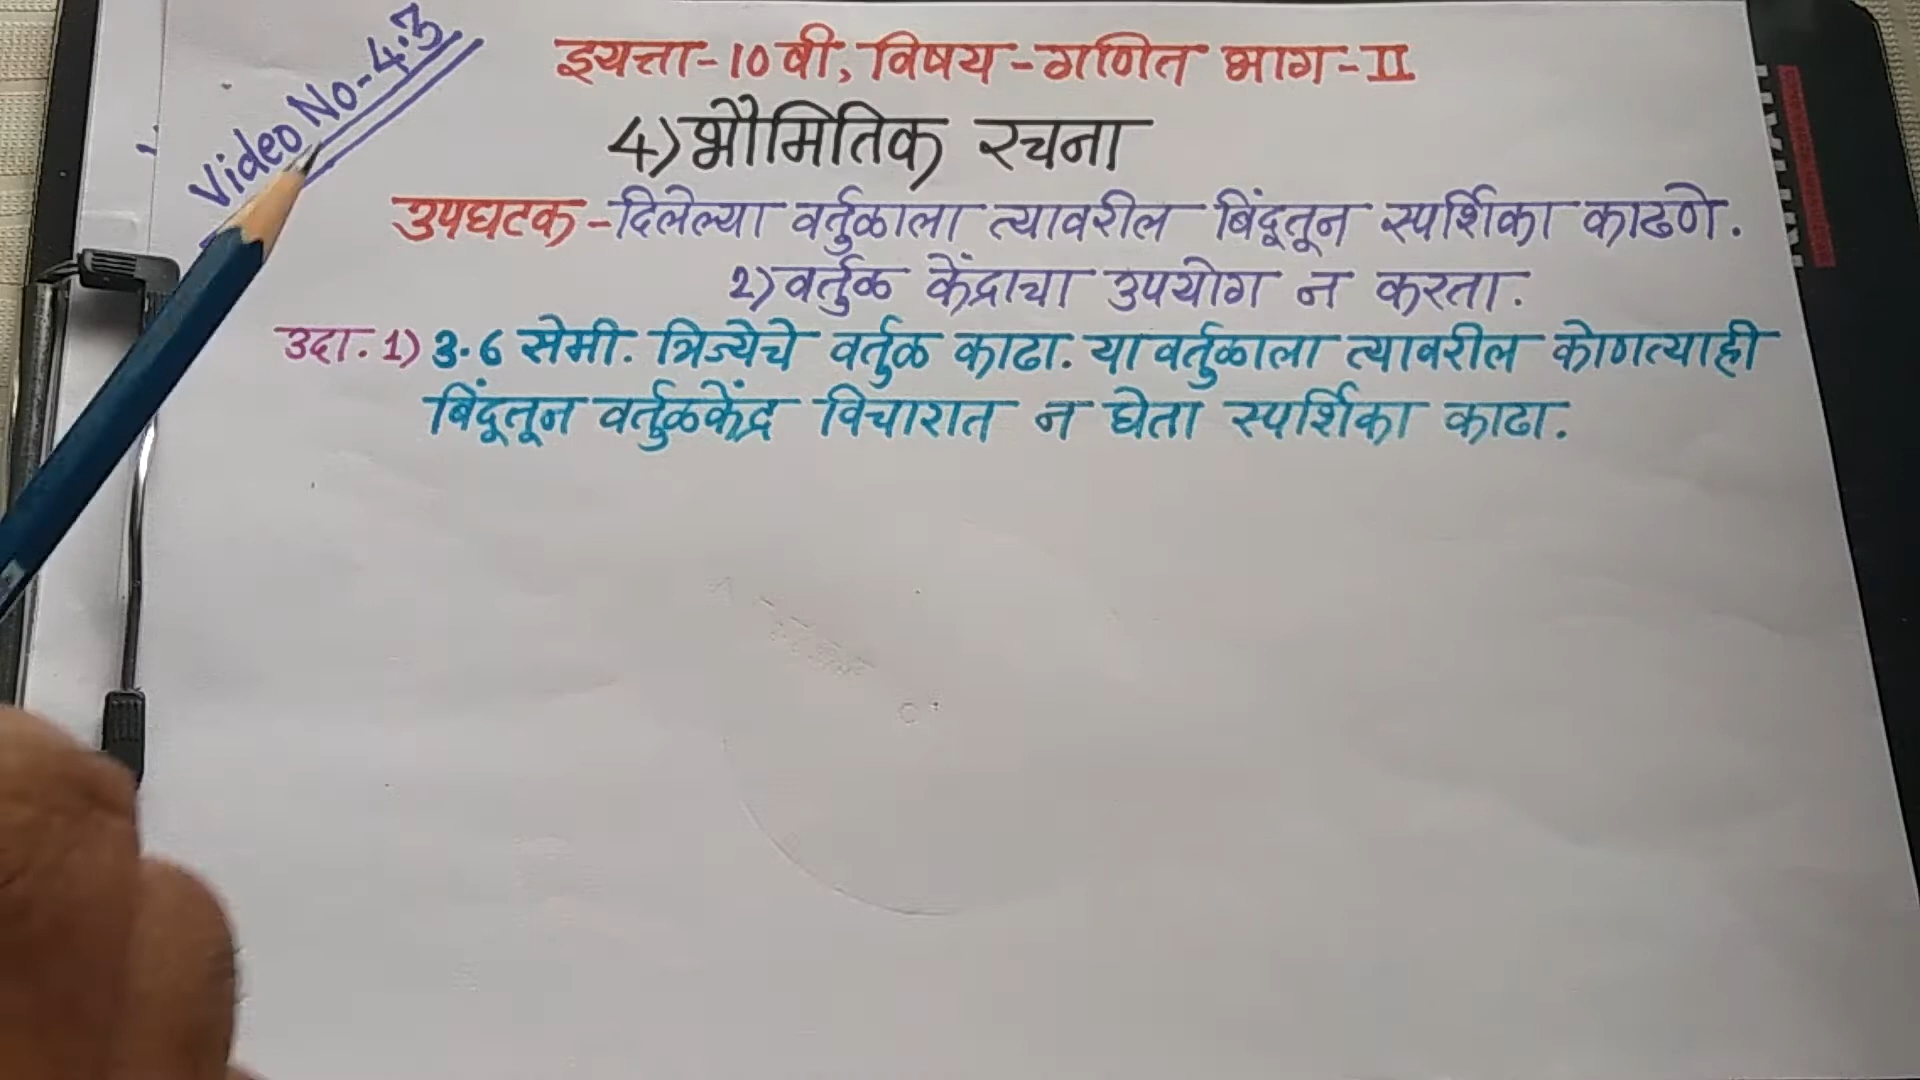 Video No-4.3
इयत्ता-10वी, विषय-गणित भाग-II
4)भौमितिक रचना
उपघटक-दिलेल्या वर्तुळाला त्यावरील बिंदूतून स्पर्शिका काढणे.
2)वर्तुळ केंद्राचा उपयोग न करता.
उदा. 1) 3.6 सेमी. त्रिज्येचे वर्तुळ काढा. या वर्तुळाला त्यावरील कोणत्याही
बिंदूतून वर्तुळकेंद्र विचारात न घेता स्पर्शिका काढा.